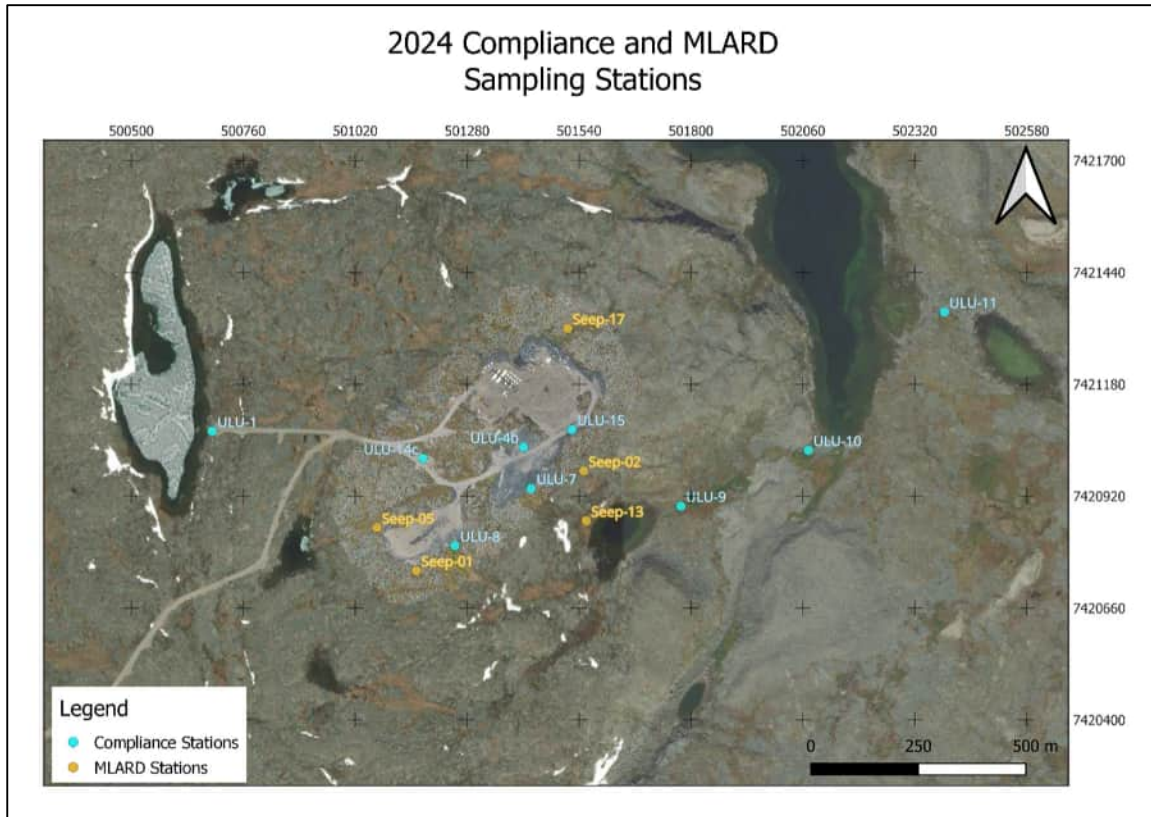 2024 Compliance and MLARD
Sampling Stations
500500 500760 501020 501280 501540 501800 502060 502320 502580
7421700
7421440
ULU-11
Seep-17
7421180
ULU-1
ULU-15
ULU-4b
ULU-10
ULU-14c
Seep-02
ULU-7
7420920
ULU-9
Seep-13
Seep-05
ULU-8
Seep-01
7420660
Legend
7420400
Compliance Stations
0 250 500 m
MLARD Stations